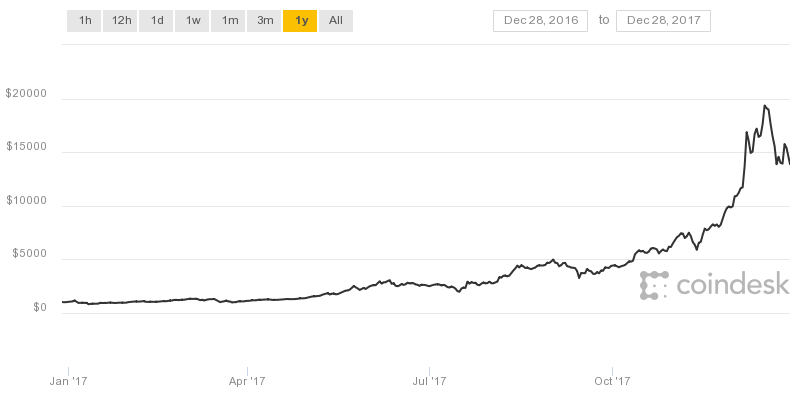 1h 12h 1d 1w 1m 3m 1y All Dec 28, 2016 to Dec 28, 2017
$20000
$15000
$10000
$5000
coindesk
$0
Jan '17 Apr '17 Jul '17 Oct '17